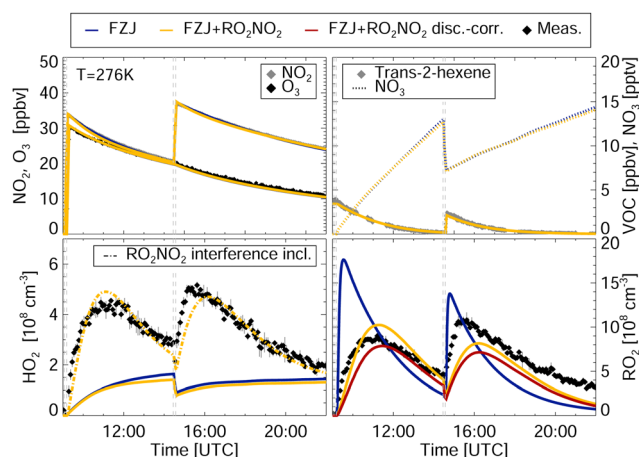 FZJ FZJ+RO2NO2 FZJ+RO2NO2 disc.-corr. Meas.
50
40
30
20
10
0
NO2, O3 [ppbv]
T=276K
NO2
O3
Trans-2-hexene
NO3
20
15
10
5
0
VOC [ppbv], NO3 [pptv]
6
4
2
0
HO2 [10^8 cm^-3]
RO2NO2 interference incl.
20
15
10
5
0
RO2 [10^8 cm^-3]
12:00 16:00 20:00 12:00 16:00 20:00
Time [UTC] Time [UTC]